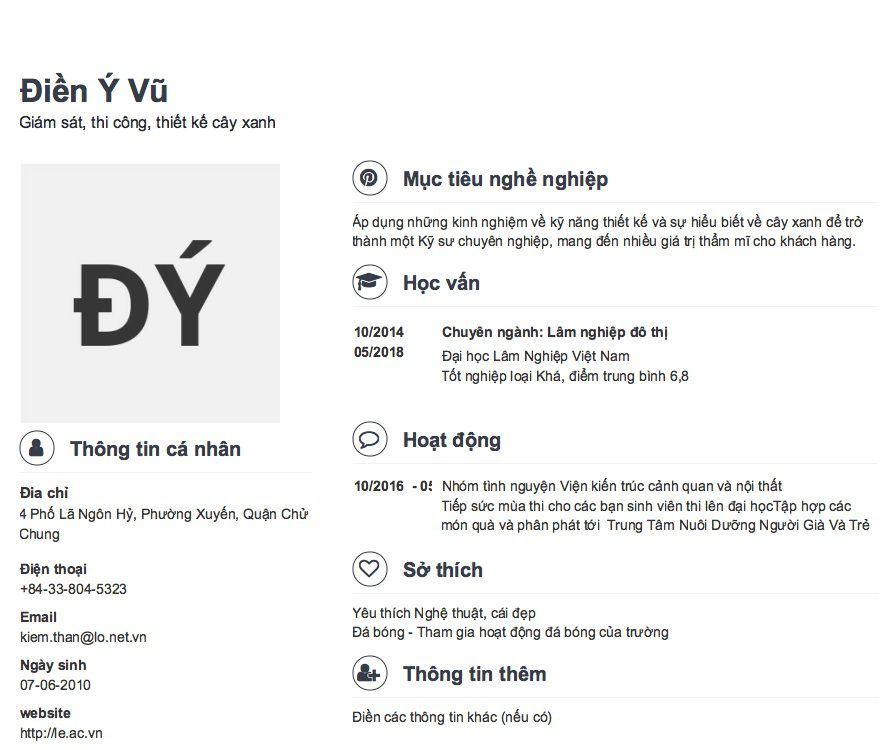 Điền Ý Vũ
Giám sát, thi công, thiết kế cây xanh
ĐÝ
Thông tin cá nhân
Đia chỉ
4 Phố Lã Ngôn Hỷ, Phường Xuyến, Quận Chử
Chung
Điện thoại
+84-33-804-5323
Email
kiem.than@lo.net.vn
Ngày sinh
07-06-2010
website
http://le.ac.vn
Mục tiêu nghề nghiệp
Áp dụng những kinh nghiệm về kỹ năng thiết kế và sự hiểu biết về cây xanh để trở
thành một Kỹ sư chuyên nghiệp, mang đến nhiều giá trị thẩm mĩ cho khách hàng.
Học vấn
10/2014 Chuyên ngành: Lâm nghiệp đô thị
05/2018 Đại học Lâm Nghiệp Việt Nam
Tốt nghiệp loại Khá, điểm trung bình 6,8
Hoạt động
10/2016 - 05 Nhóm tình nguyện Viện kiến trúc cảnh quan và nội thất
Tiếp sức mùa thi cho các bạn sinh viên thi lên đại họcTập hợp các
món quà và phân phát tới Trung Tâm Nuôi Dưỡng Người Già Và Trẻ
Sở thích
Yêu thích Nghệ thuật, cái đẹp
Đá bóng - Tham gia hoạt động đá bóng của trường
Thông tin thêm
Điền các thông tin khác (nếu có)